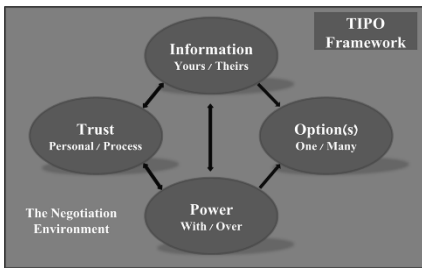 TIPO
Framework
Information
Yours / Theirs
Trust
Personal / Process
Option(s)
One / Many
The Negotiation
Environment
Power
With / Over